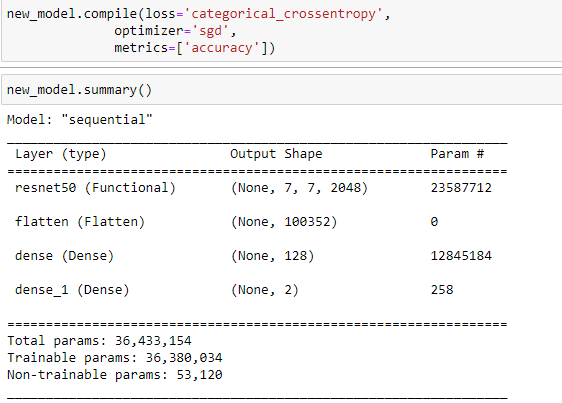 new_model.compile(loss='categorical_crossentropy',
optimizer='sgd',
metrics=['accuracy'])
new_model.summary()
Model: "sequential"
Layer (type) Output Shape Param #
resnet50 (Functional) (None, 7, 7, 2048) 23587712
flatten (Flatten) (None, 100352) 0
dense (Dense) (None, 128) 12845184
dense_1 (Dense) (None, 2) 258
Total params: 36,433,154
Trainable params: 36,380,034
Non-trainable params: 53,120